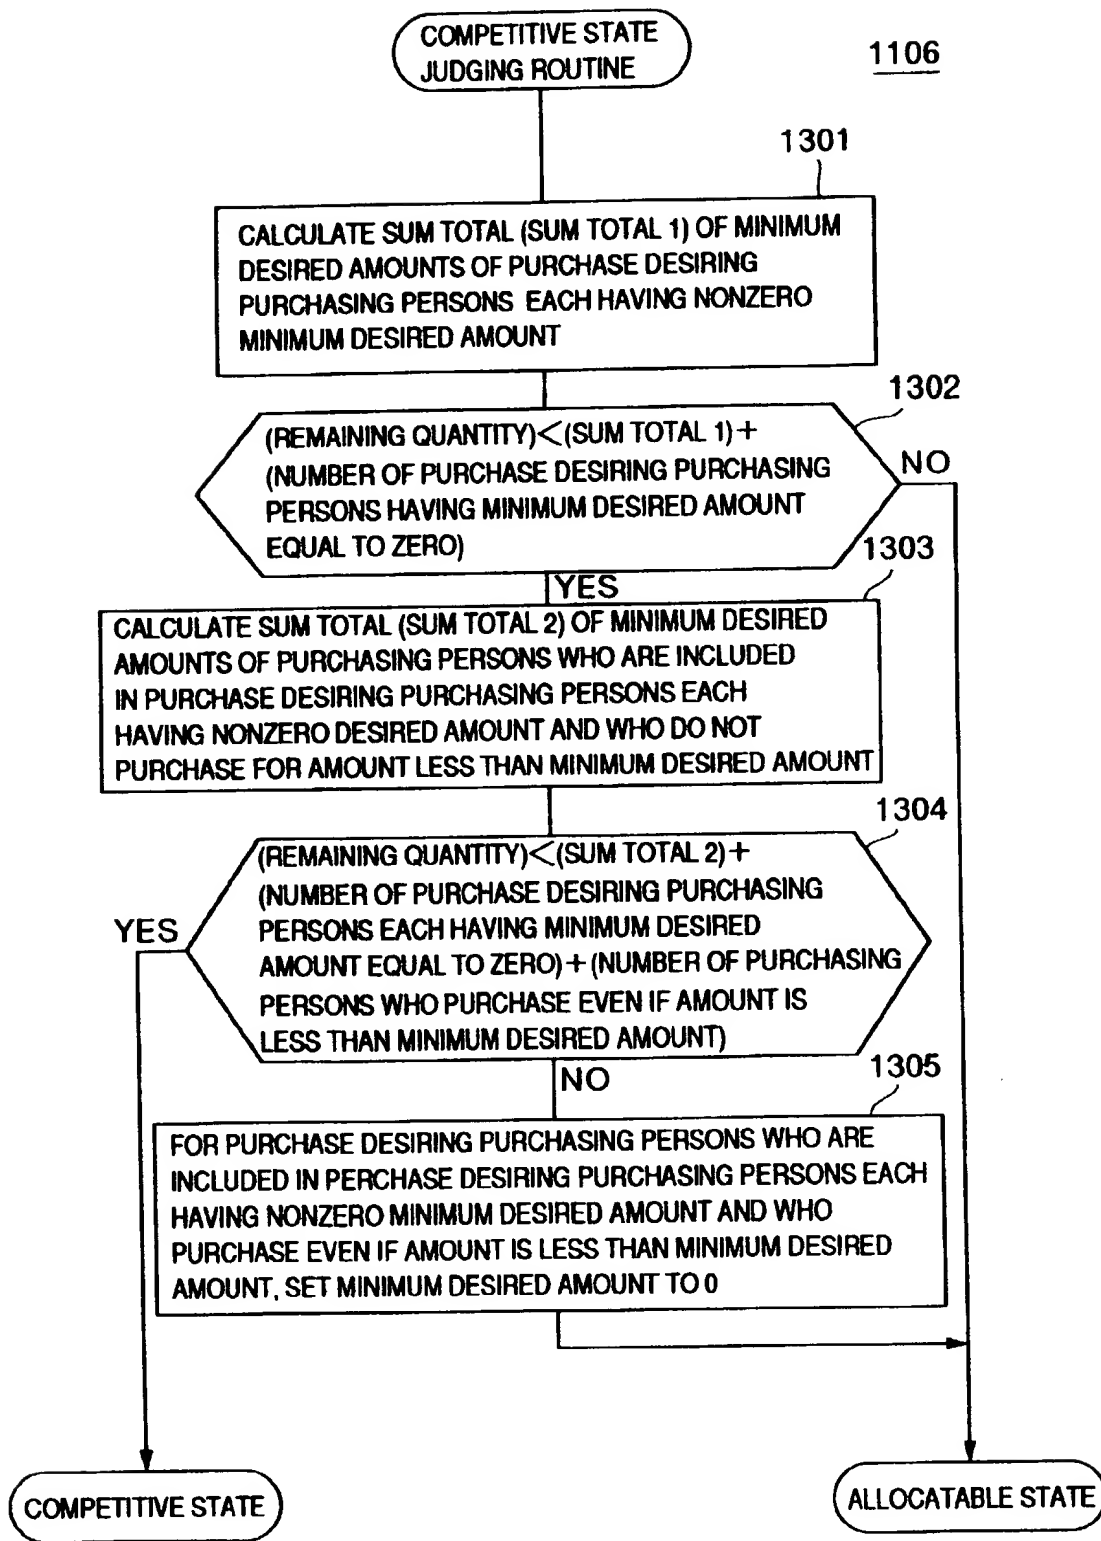 COMPETITIVE STATE
JUDGING ROUTINE
1106
1301
CALCULATE SUM TOTAL (SUM TOTAL 1) OF MINIMUM
DESIRED AMOUNTS OF PURCHASE DESIRING
PURCHASING PERSONS EACH HAVING NONZERO
MINIMUM DESIRED AMOUNT
1302
(REMAINING QUANTITY)<(SUM TOTAL 1)+
(NUMBER OF PURCHASE DESIRING PURCHASING
PERSONS HAVING MINIMUM DESIRED AMOUNT
EQUAL TO ZERO)
NO
YES
1303
CALCULATE SUM TOTAL (SUM TOTAL 2) OF MINIMUM DESIRED
AMOUNTS OF PURCHASING PERSONS WHO ARE INCLUDED
IN PURCHASE DESIRING PURCHASING PERSONS EACH
HAVING NONZERO DESIRED AMOUNT AND WHO DO NOT
PURCHASE FOR AMOUNT LESS THAN MINIMUM DESIRED AMOUNT
1304
(REMAINING QUANTITY)<(SUM TOTAL 2)+
(NUMBER OF PURCHASE DESIRING PURCHASING
PERSONS EACH HAVING MINIMUM DESIRED
AMOUNT EQUAL TO ZERO)+(NUMBER OF PURCHASING
PERSONS WHO PURCHASE EVEN IF AMOUNT IS
LESS THAN MINIMUM DESIRED AMOUNT)
YES
NO
1305
FOR PURCHASE DESIRING PURCHASING PERSONS WHO ARE
INCLUDED IN PERCHASE DESIRING PURCHASING PERSONS EACH
HAVING NONZERO MINIMUM DESIRED AMOUNT AND WHO
PURCHASE EVEN IF AMOUNT IS LESS THAN MINIMUM DESIRED
AMOUNT, SET MINIMUM DESIRED AMOUNT TO 0
COMPETITIVE STATE
ALLOCATABLE STATE